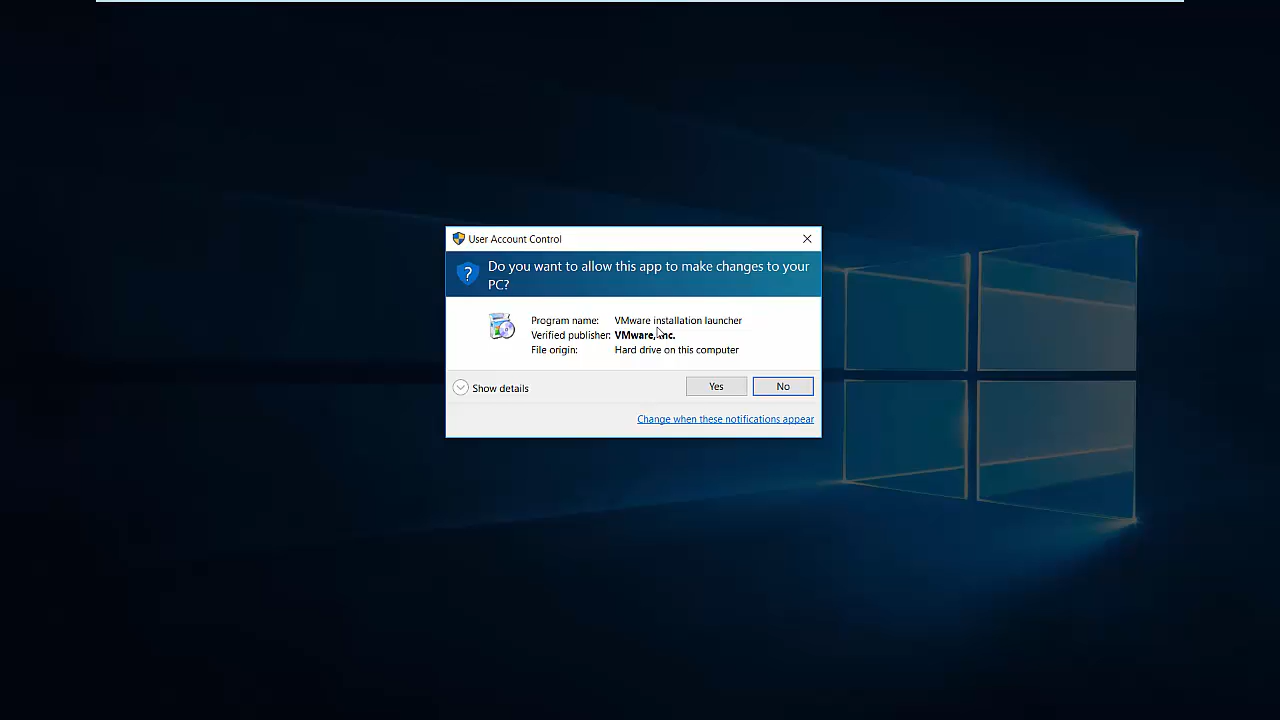 User Account Control
Do you want to allow this app to make changes to your
PC?
Program name: VMware installation launcher
Verified publisher: VMware, Inc.
File origin: Hard drive on this computer
Show details
Yes
No
Change when these notifications appear